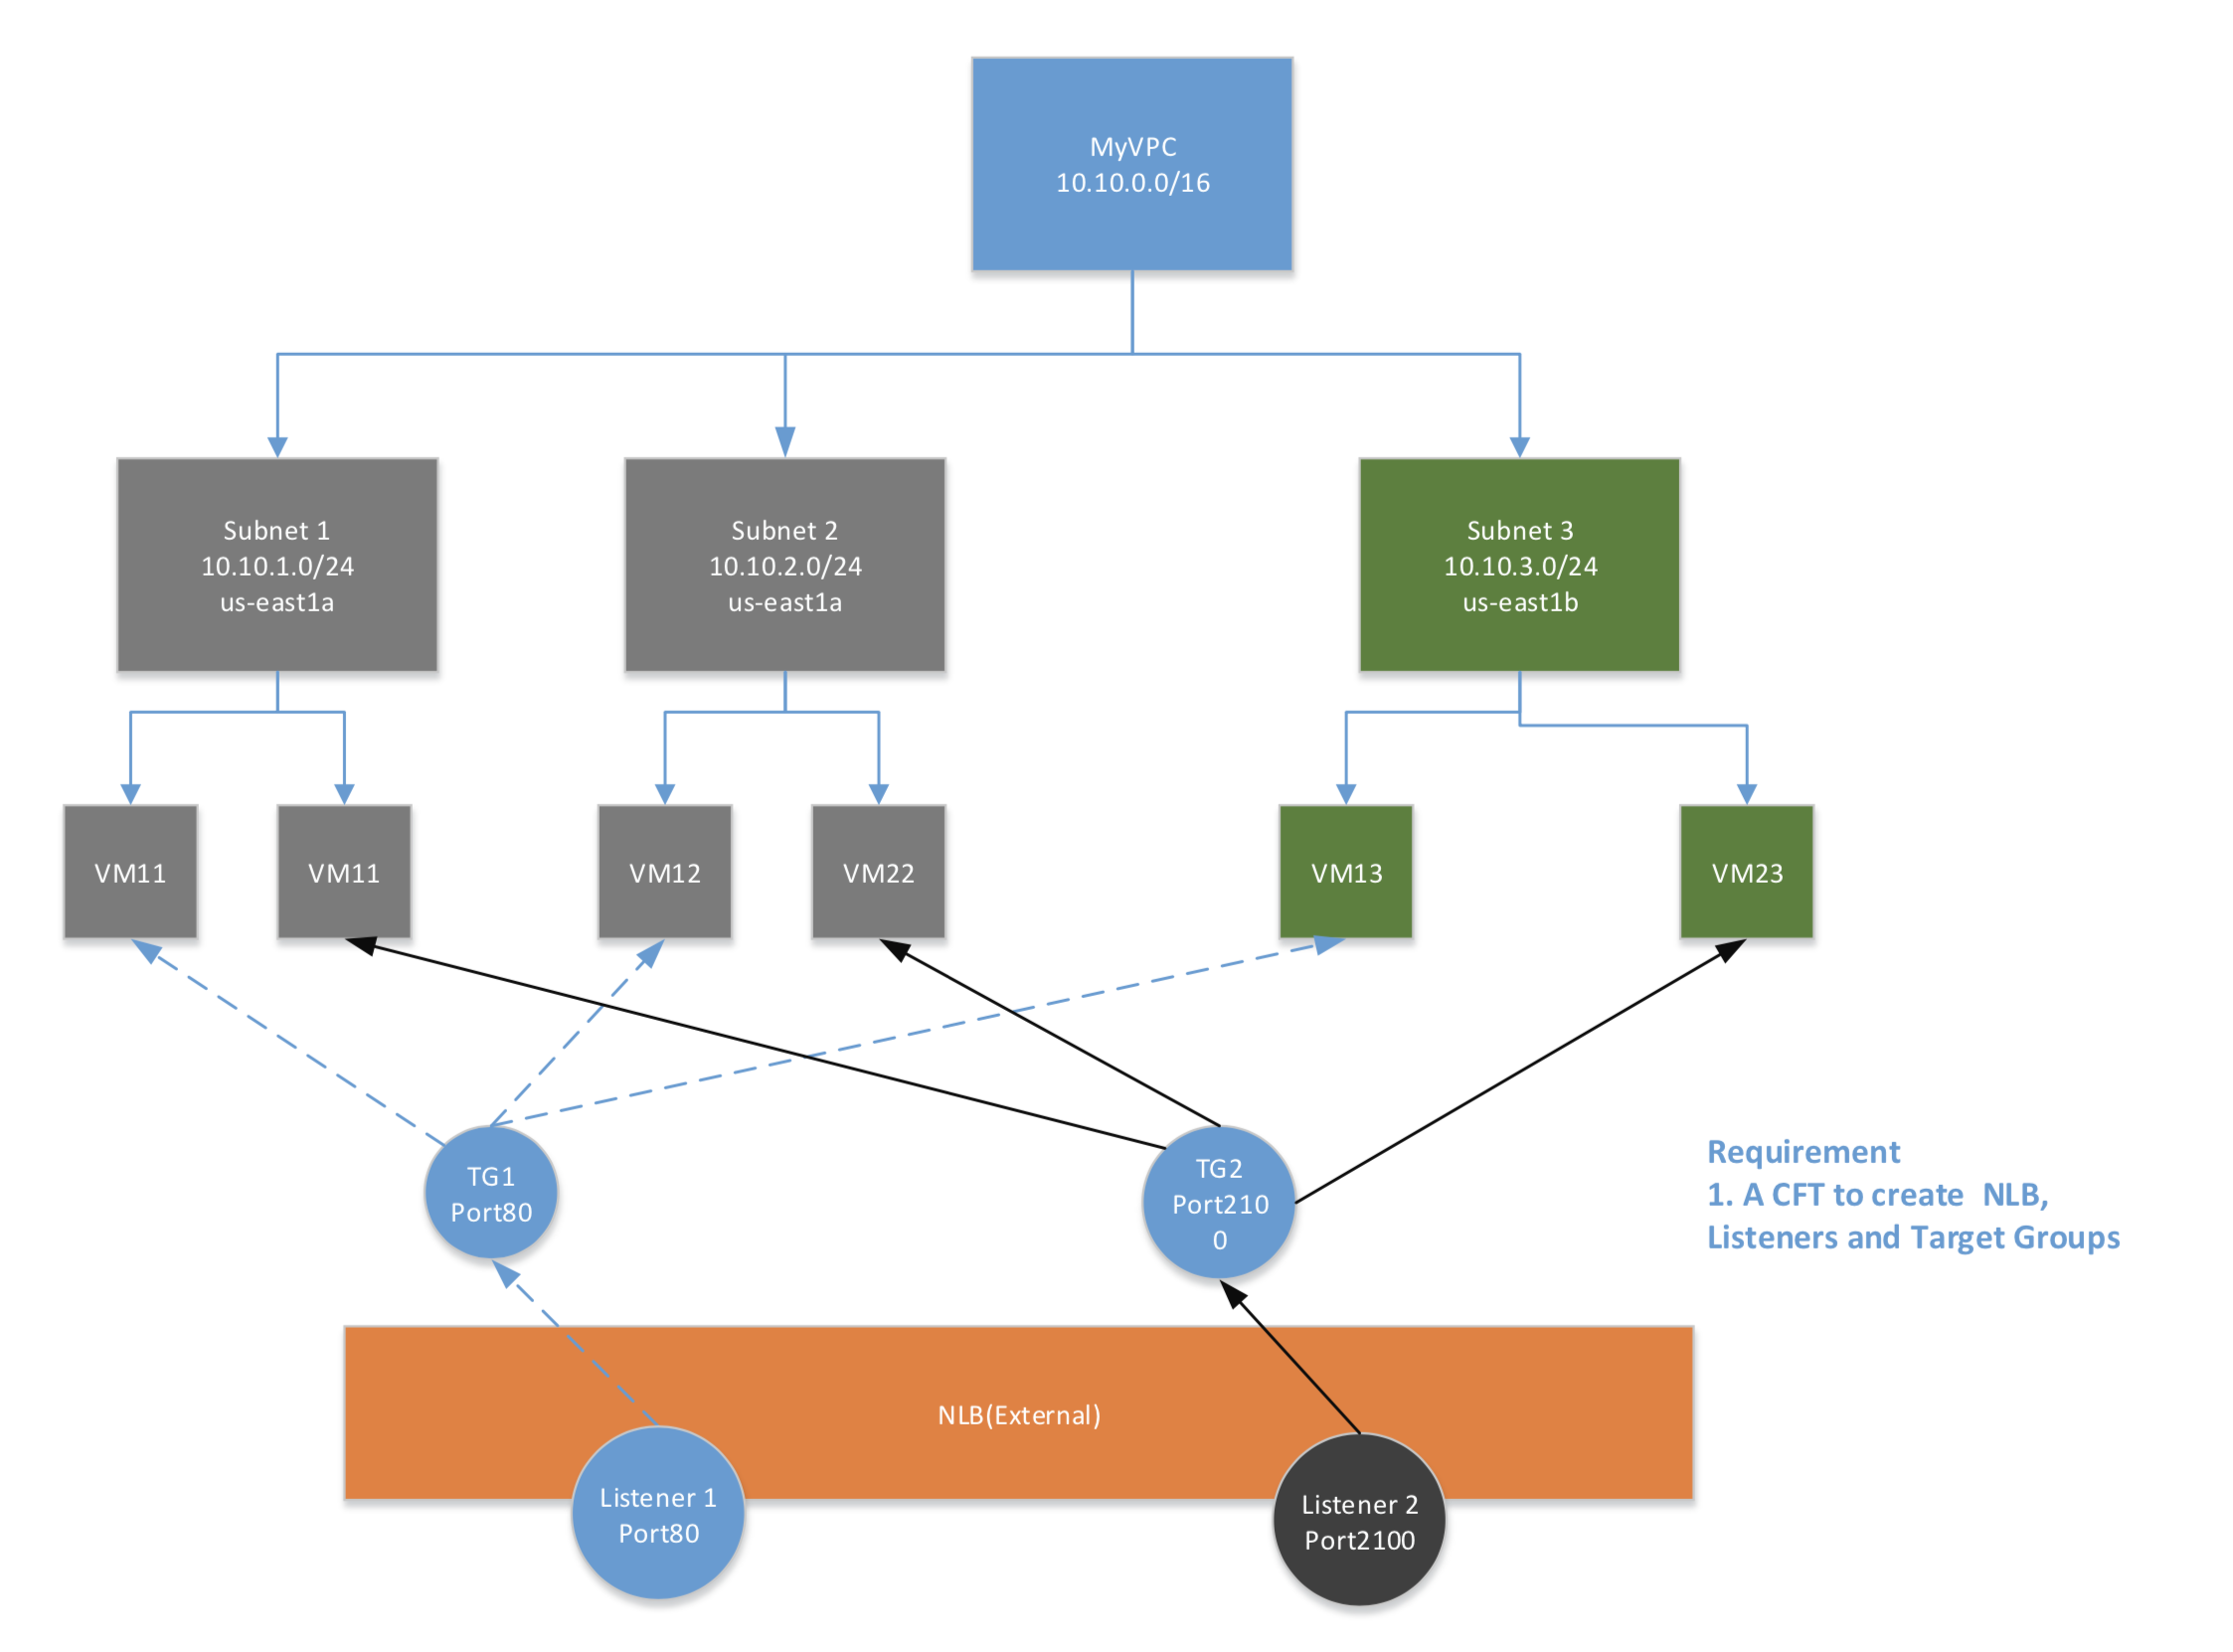 MyVPC
10.10.0.0/16
Subnet 1
10.10.1.0/24
us-east1a
Subnet 2
10.10.2.0/24
us-east1a
Subnet 3
10.10.3.0/24
us-east1b
VM11
VM11
VM12
VM22
VM13
VM23
TG1
Port80
TG2
Port210
0
Requirement
1. A CFT to create NLB,
Listeners and Target Groups
NLB(External)
Listener 1
Port80
Listener 2
Port2100